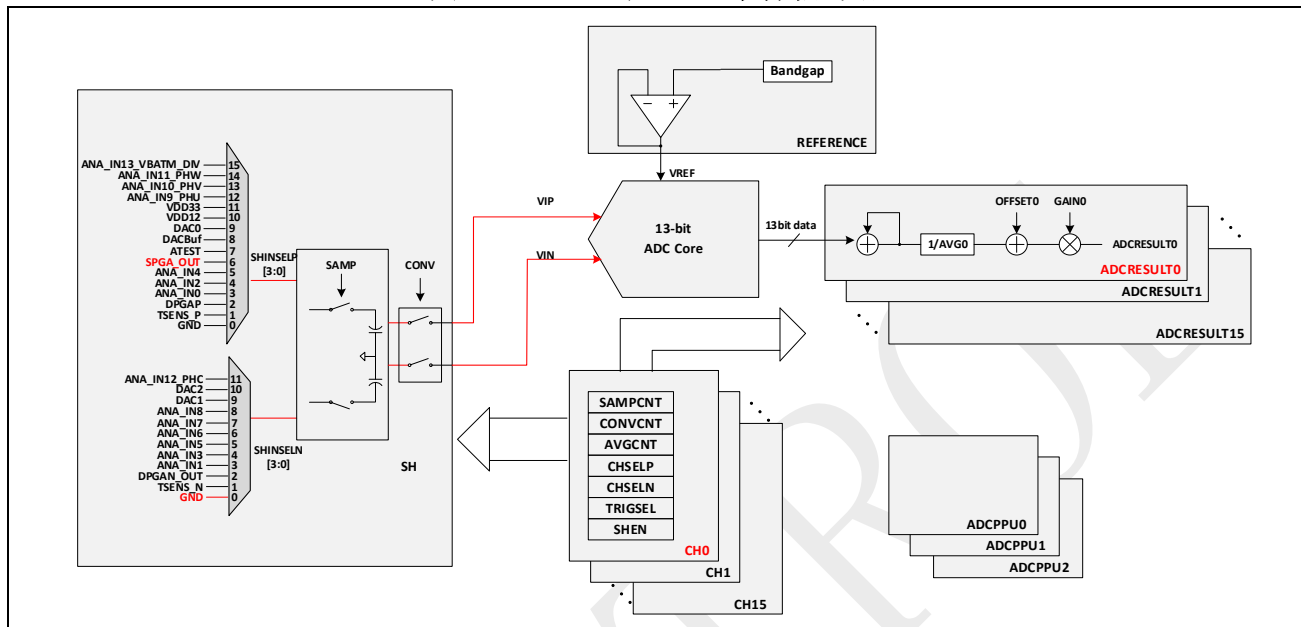 Bandgap
REFERENCE
VREF
ANA_IN13_VBATM_DIV 15
ANA_IN11_PHW 14
ANA_IN10_PHV 13
ANA_IN9_PHU 12
VDD33 11
VDD12 10
DAC0 9
DACBuf 8
ATEST 7
SPGA_OUT 6
ANA_IN4 5
ANA_IN2 4
ANA_IN0 3
DPGAP 2
TSENS_P 1
GND 0
SHINSELP
[3:0]
SAMP
CONV
VIP
VIN
13-bit
ADC Core
13bit data
1/AVG0
OFFSET0
GAIN0
ADCRESULT0
ADCRESULT0
ADCRESULT1
ADCRESULT15
ANA_IN12_PHC 11
DAC2 10
DAC1 9
ANA_IN8 8
ANA_IN7 7
ANA_IN6 6
ANA_IN5 5
ANA_IN3 4
ANA_IN1 3
DPGAN_OUT 2
TSENS_N 1
GND 0
SHINSELN
[3:0]
SH
SAMPCNT
CONVCNT
AVGCNT
CHSELP
CHSELN
TRIGSEL
SHEN
CH0
CH1
CH15
ADCPPU0
ADCPPU1
ADCPPU2